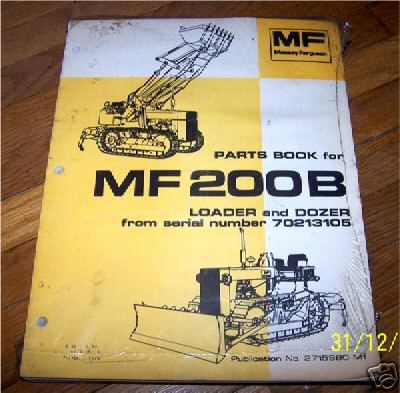 MF
Massey Ferguson
PARTS BOOK for
MF 200B
LOADER and DOZER
from serial number 70213105
31/12/
Publication No. 2715980 M1